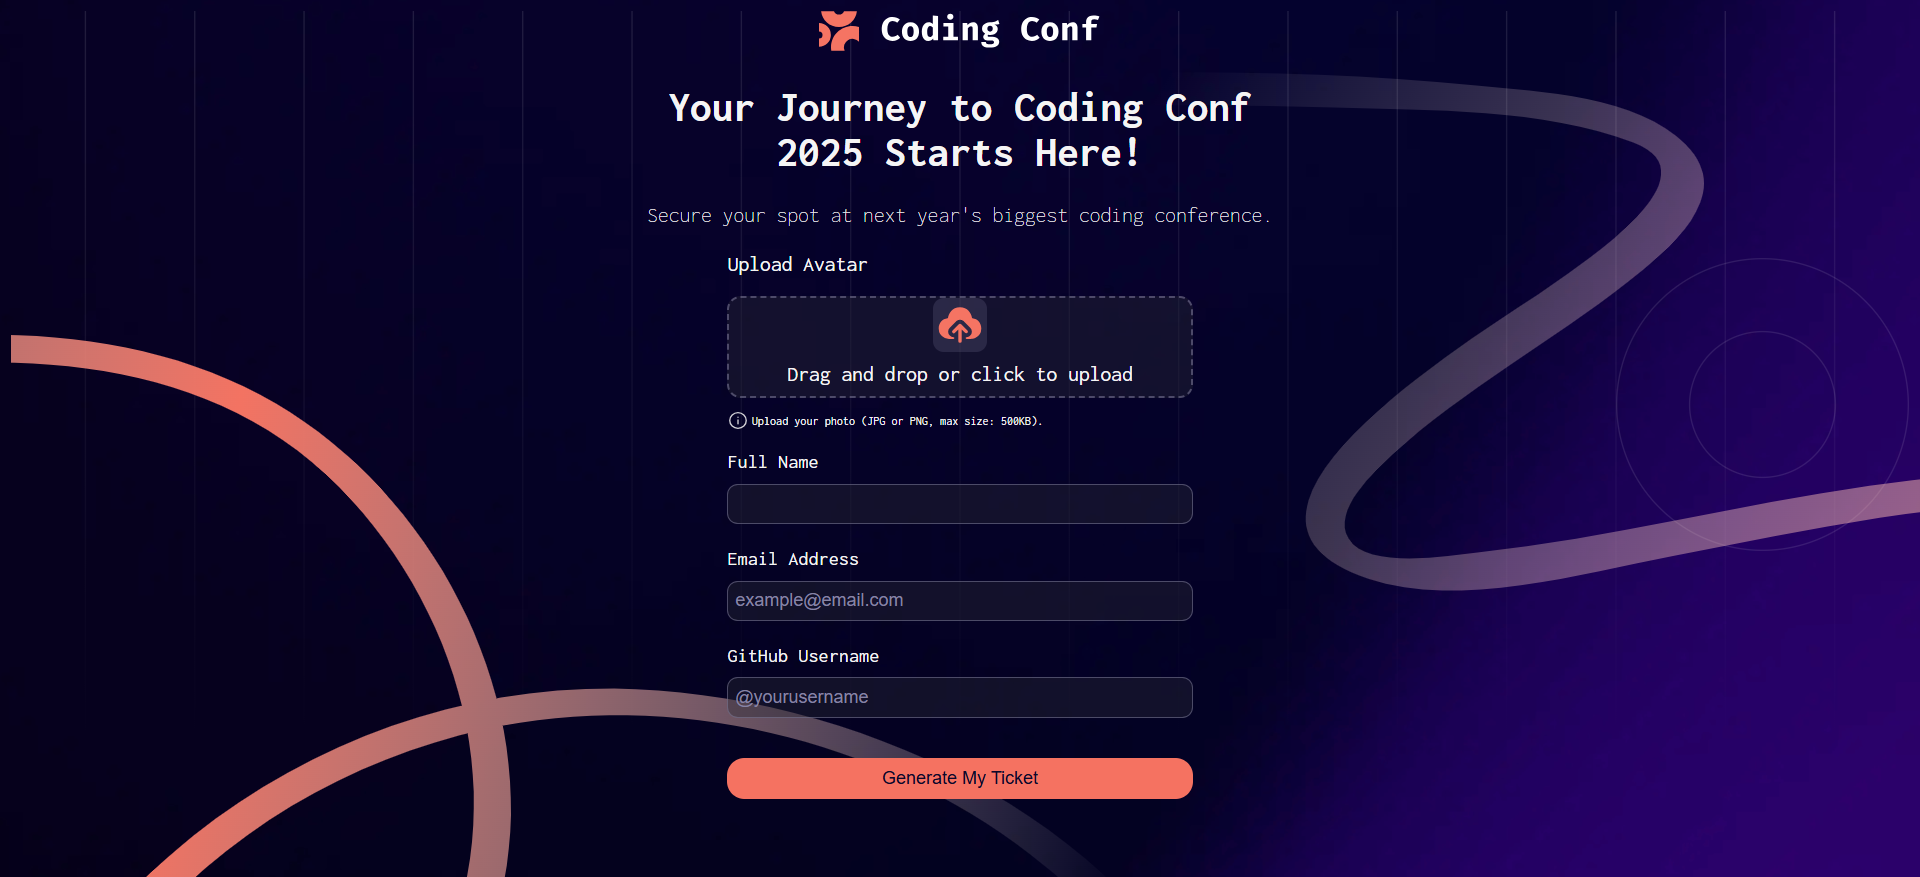 Coding Conf
Your Journey to Coding Conf
2025 Starts Here!
Secure your spot at next year's biggest coding conference.
Upload Avatar
Drag and drop or click to upload
Upload your photo (JPG or PNG, max size: 500KB).
Full Name
Email Address
example@email.com
GitHub Username
@yourusername
Generate My Ticket